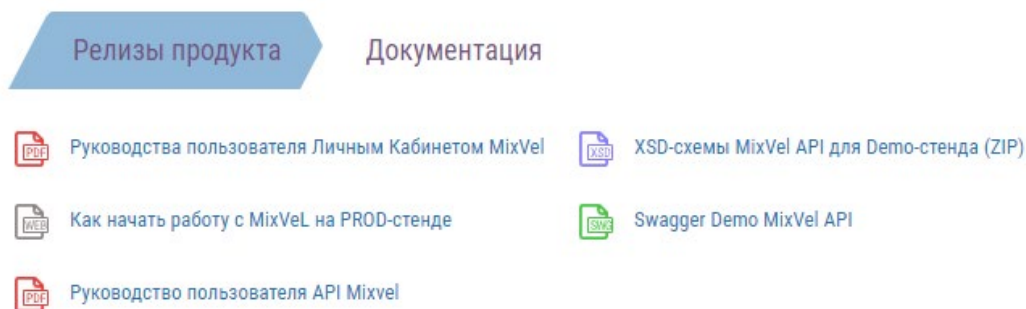 Релизы продукта
Документация
PDF
Руководства пользователя Личным Кабинетом MixVel
XSD
XSD-схемы MixVel API для Demo-стенда (ZIP)
WEB
Как начать работу с MixVeL на PROD-стенде
SWG
Swagger Demo MixVel API
PDF
Руководство пользователя API Mixvel